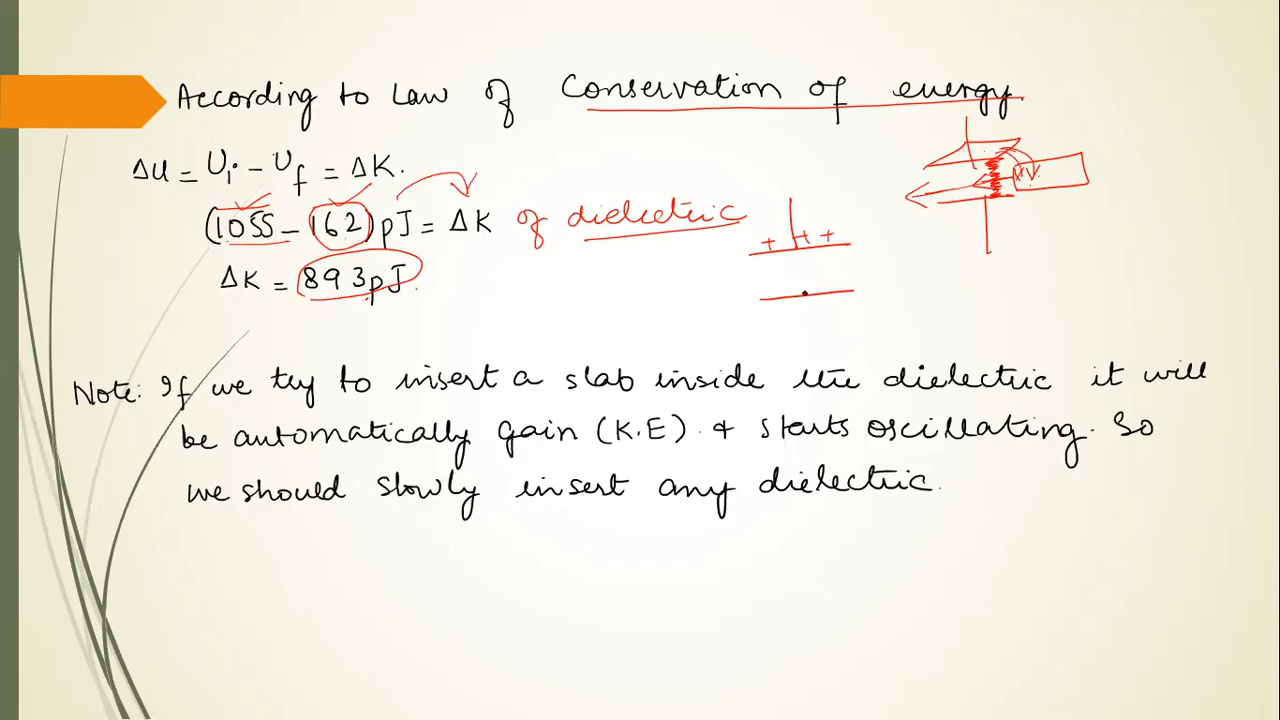 According to Law of Conservation of energy
ΔU = Ui - Uf = ΔK.
(1055 - 162)pJ = ΔK of dielectric
+ + +
ΔK = 893pJ.
Note: If we try to insert a slab inside the dielectric it will
be automatically gain (K.E) & starts oscillating. So
we should slowly insert any dielectric.